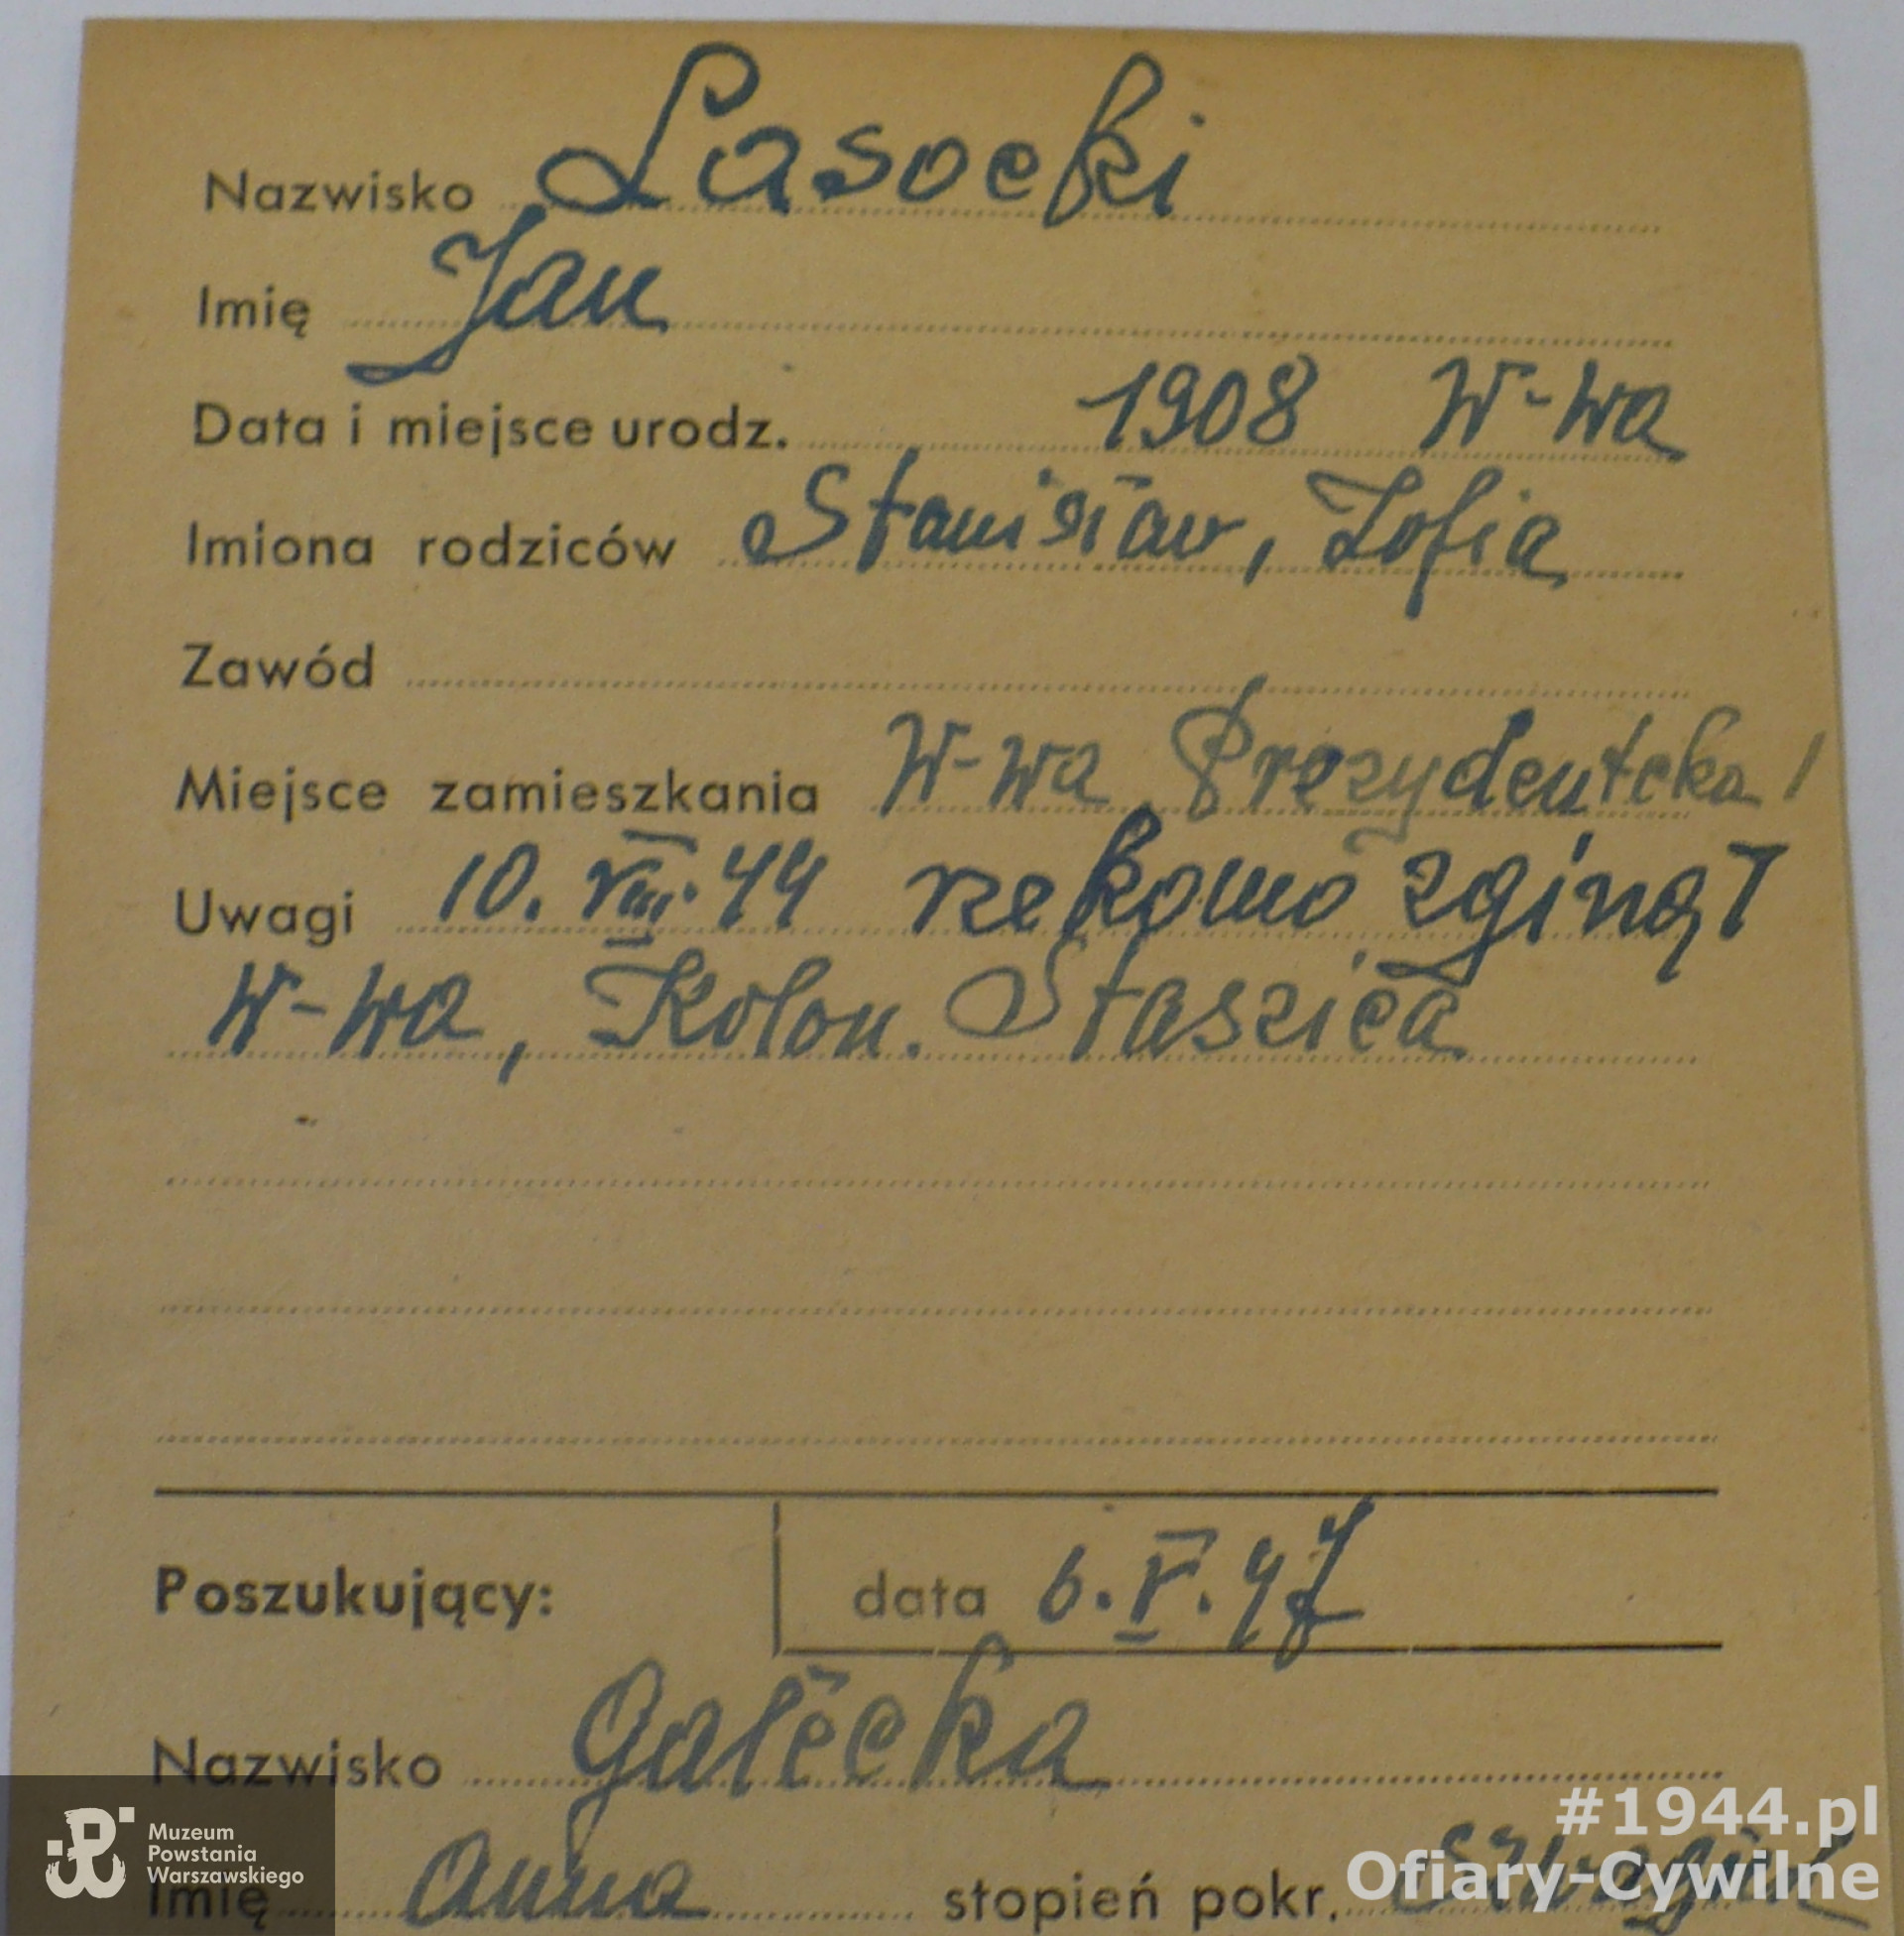 Nazwisko Lasocki
Imię Jan
Data i miejsce urodz. 1908 W-wa
Imiona rodziców Stanisław, Zofia
Zawód
Miejsce zamieszkania W-wa Prezydentcka 1
Uwagi 10. VIII. 44 rzekomo zginął
W-wa, Kolon. Staszica
Poszukujący: data 6. V. 47
Nazwisko Gałecka
Imię Anna stopień pokr.
Muzeum
Powstania
Warszawskiego
#1944.pl
Ofiary-Cywilne